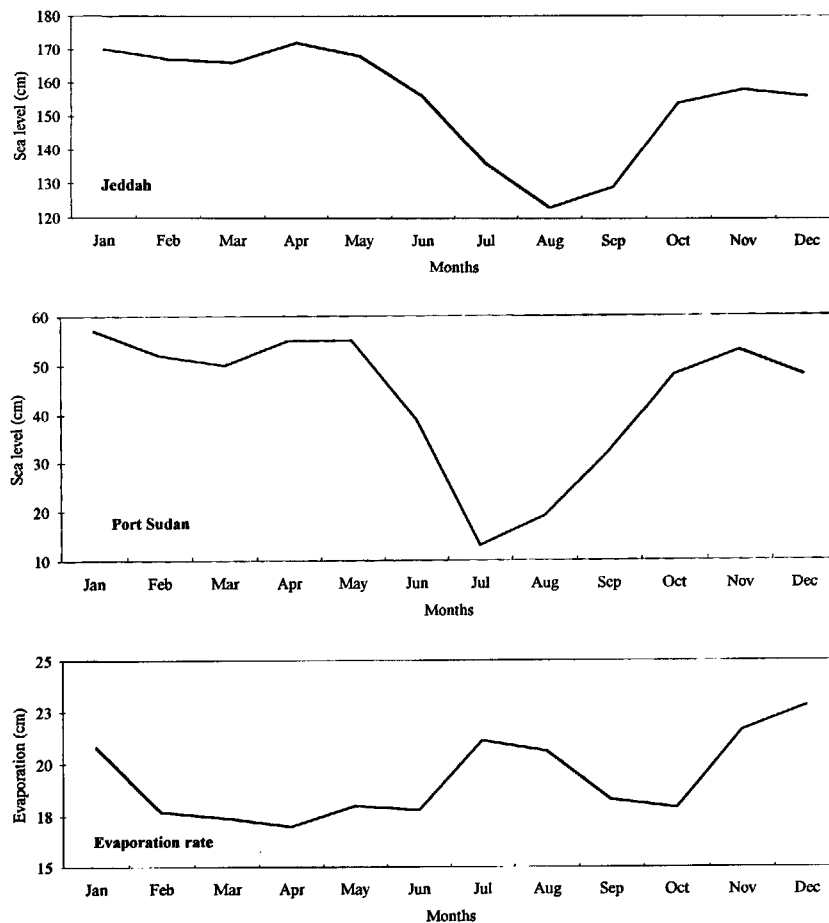 180
170
160
150
140
130
120
Sea level (cm)
Jeddah
Jan Feb Mar Apr May Jun Jul Aug Sep Oct Nov Dec
Months
60
50
40
30
20
10
Sea level (cm)
Port Sudan
Jan Feb Mar Apr May Jun Jul Aug Sep Oct Nov Dec
Months
25
23
20
18
15
Evaporation (cm)
Evaporation rate
Jan Feb Mar Apr May Jun Jul Aug Sep Oct Nov Dec
Months